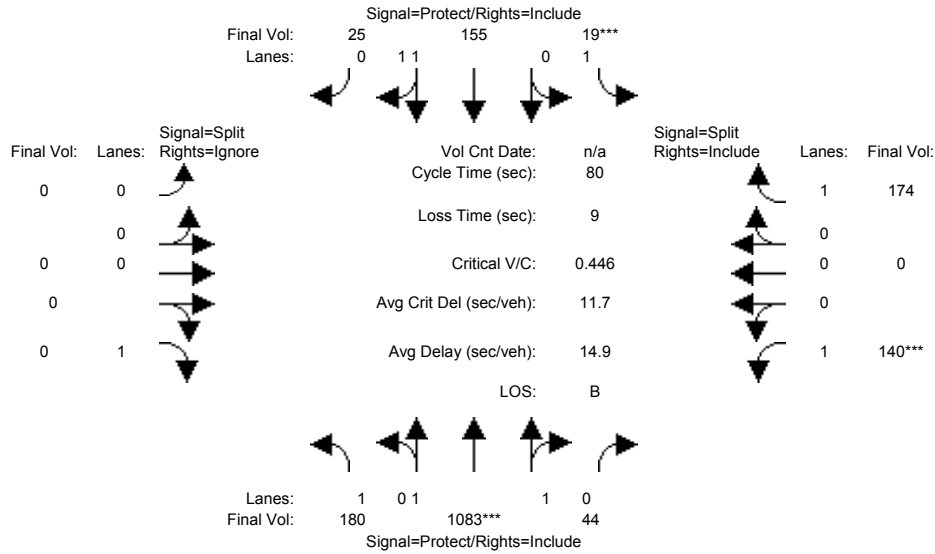 Signal=Protect/Rights=Include
Final Vol: 25 155 19***
Lanes: 0 1 1 0 1
Signal=Split Signal=Split
Final Vol: Lanes: Rights=Ignore Vol Cnt Date: n/a Rights=Include Lanes: Final Vol:
0 0 Cycle Time (sec): 80 1 174
Loss Time (sec): 9
0 0
0 0 Critical V/C: 0.446 0 0
0 Avg Crit Del (sec/veh): 11.7 0
0 1 Avg Delay (sec/veh): 14.9 1 140***
LOS: B
Lanes: 1 0 1 1 0
Final Vol: 180 1083*** 44
Signal=Protect/Rights=Include